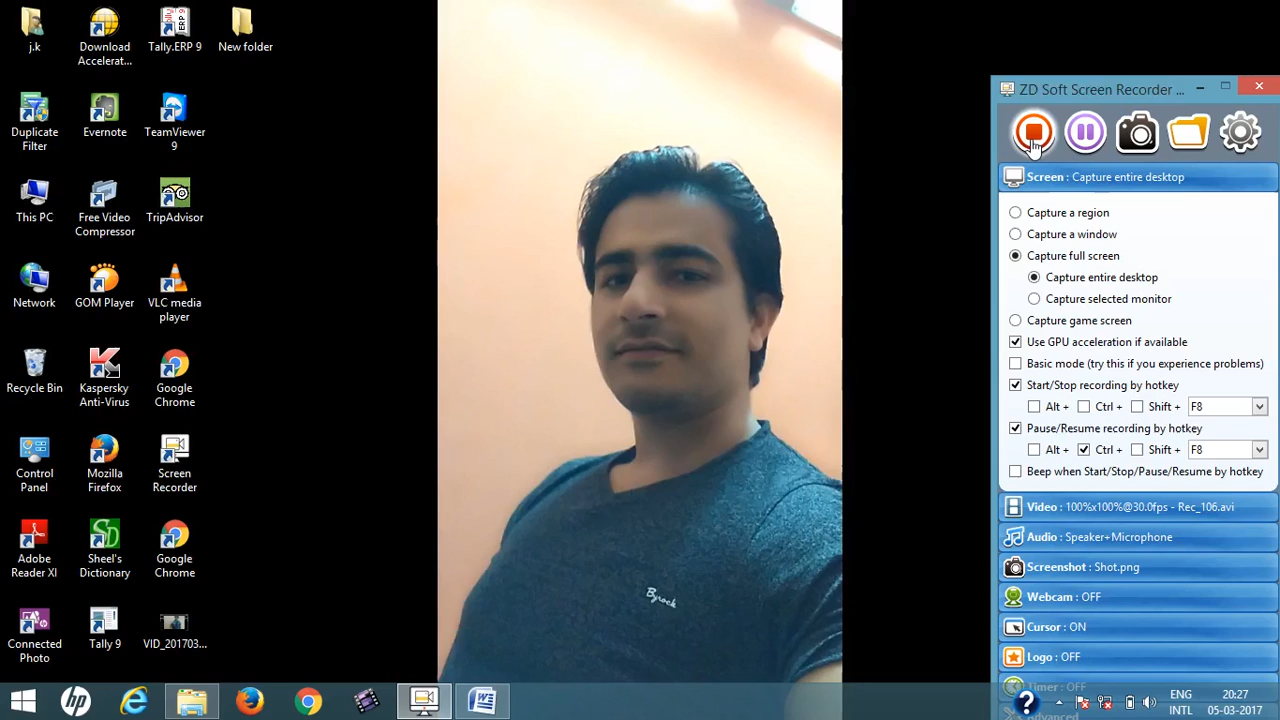 j.k
Download
Accelerat...
Tally.ERP 9
New folder
Duplicate
Filter
Evernote
TeamViewer
9
This PC
Free Video
Compressor
TripAdvisor
Network
GOM Player
VLC media
player
Recycle Bin
Kaspersky
Anti-Virus
Google
Chrome
Control
Panel
Mozilla
Firefox
Screen
Recorder
Adobe
Reader XI
Sheel's
Dictionary
Google
Chrome
Connected
Photo
Tally 9
VID_201703...
Byrock
ZD Soft Screen Recorder ...
Screen : Capture entire desktop
Capture a region
Capture a window
Capture full screen
Capture entire desktop
Capture selected monitor
Capture game screen
Use GPU acceleration if available
Basic mode (try this if you experience problems)
Start/Stop recording by hotkey
Alt + Ctrl + Shift + F8
Pause/Resume recording by hotkey
Alt + Ctrl + Shift + F8
Beep when Start/Stop/Pause/Resume by hotkey
Video : 100%x100%@30.0fps - Rec_106.avi
Audio : Speaker+Microphone
Screenshot : Shot.png
Webcam : OFF
Cursor : ON
Logo : OFF
Timer : OFF
Advanced
ENG
INTL
20:27
05-03-2017